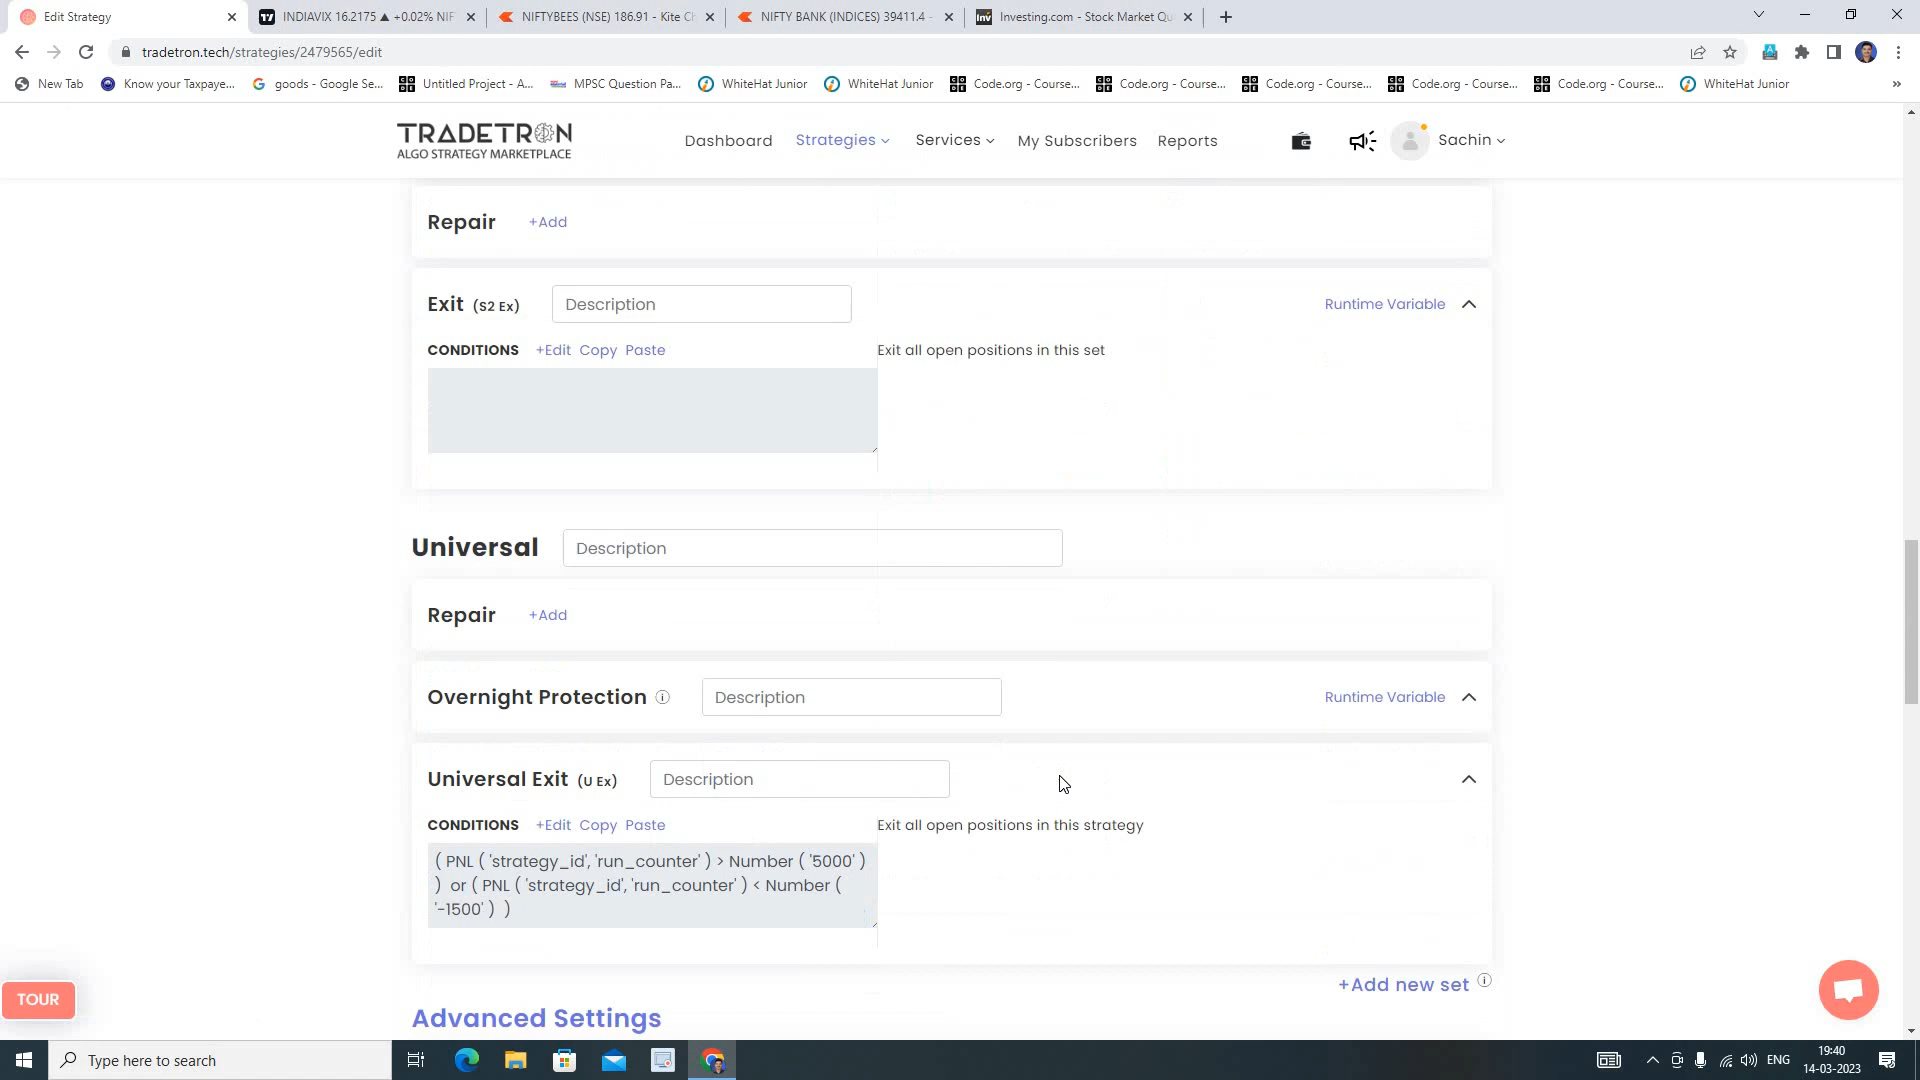 Edit Strategy
INDIAVIX 16.2175 ▲ +0.02% NIF
NIFTYBEES (NSE) 186.91 - Kite C
NIFTY BANK (INDICES) 39411.4 -
Inv
Investing.com - Stock Market Qu
tradetron.tech/strategies/2479565/edit
New Tab
Know your Taxpaye...
goods - Google Se...
Untitled Project - A...
MPSC Question Pa...
WhiteHat Junior
WhiteHat Junior
Code.org - Course...
Code.org - Course...
Code.org - Course...
Code.org - Course...
Code.org - Course...
WhiteHat Junior
TRADETRON
ALGO STRATEGY MARKETPLACE
Dashboard
Strategies
Services
My Subscribers
Reports
Sachin
Repair
+Add
Exit (S2 Ex)
Description
Runtime Variable
CONDITIONS
+Edit Copy Paste
Exit all open positions in this set
Universal
Description
Repair
+Add
Overnight Protection
Description
Runtime Variable
Universal Exit (U Ex)
Description
CONDITIONS
+Edit Copy Paste
Exit all open positions in this strategy
( PNL ( 'strategy_id', 'run_counter' ) > Number ( '5000' )
) or ( PNL ( 'strategy_id', 'run_counter' ) < Number (
'-1500' ) )
+Add new set
TOUR
Advanced Settings
Type here to search
ENG
19:40
14-03-2023